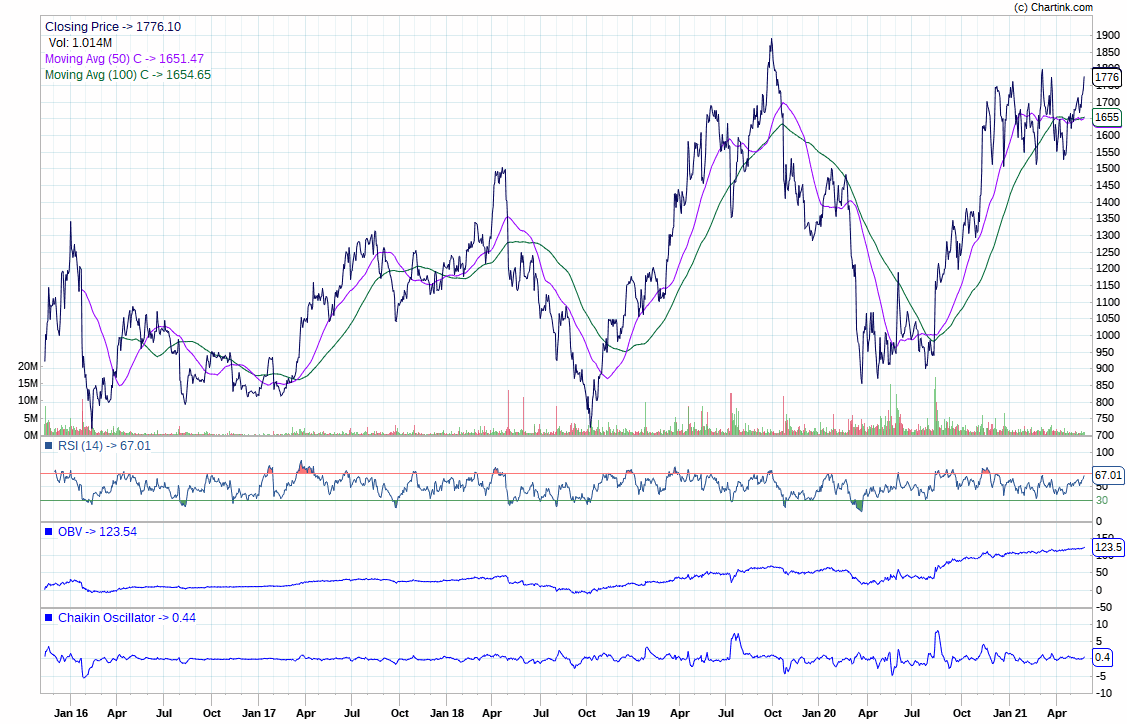 (c) Chartink.com
Closing Price -> 1776.10
Vol: 1.014M
Moving Avg (50) C -> 1651.47
Moving Avg (100) C -> 1654.65
1900
1850
1776
1700
1655
1600
1550
1500
1450
1400
1350
1300
1250
1200
1150
1100
1050
1000
950
900
850
800
750
700
20M
15M
10M
5M
0M
RSI (14) -> 67.01
100
67.01
50
30
0
OBV -> 123.54
150
123.5
100
50
0
-50
Chaikin Oscillator -> 0.44
10
5
0.4
-5
-10
Jan 16 Apr Jul Oct Jan 17 Apr Jul Oct Jan 18 Apr Jul Oct Jan 19 Apr Jul Oct Jan 20 Apr Jul Oct Jan 21 Apr